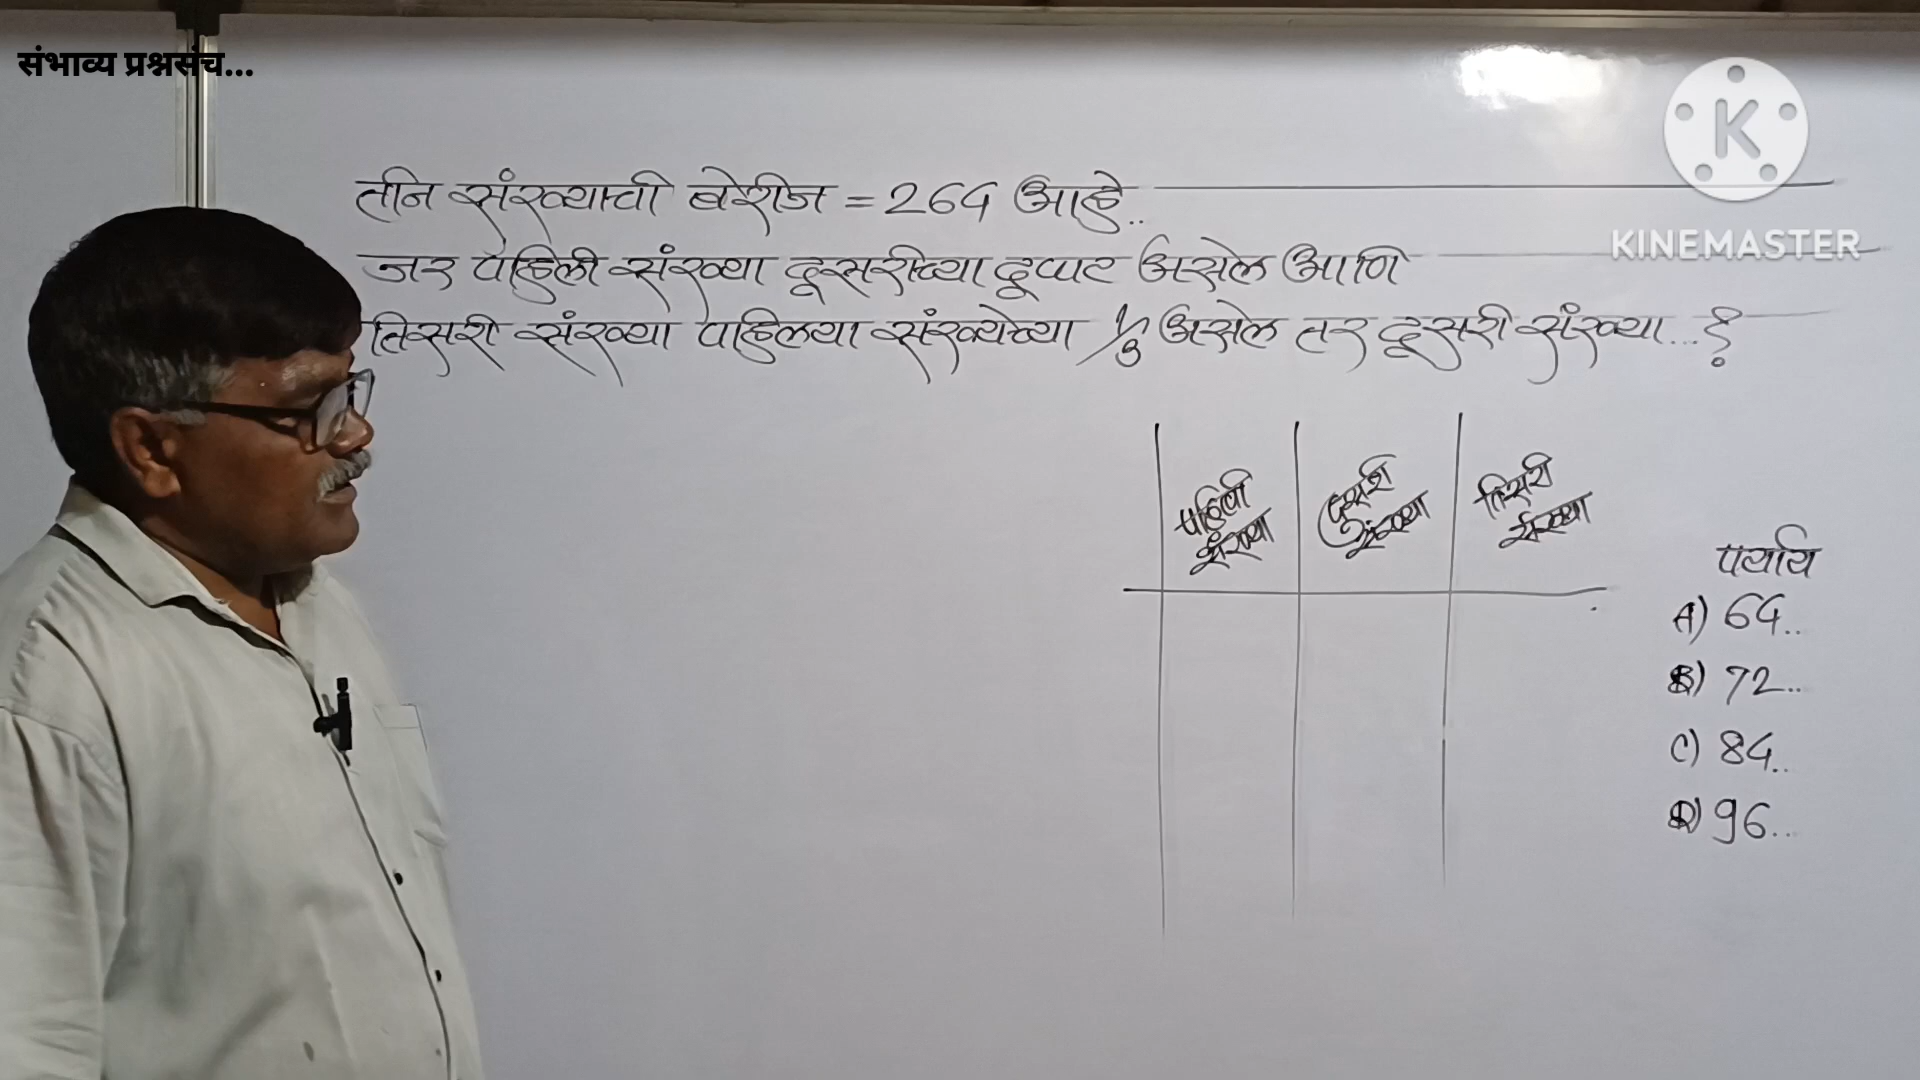 संभाव्य प्रश्नसंच...
KINEMASTER
तीन संख्याची बेरीज = 264 आहे..
जर पहिली संख्या दूसरीच्या दूप्पट असेल आणि
तिसरी संख्या पहिल्या संख्येच्या 1/3 असेल तर दूसरी संख्या...?
पहिली संख्या
दूसरी संख्या
तिसरी संख्या
पर्याय
A) 64..
B) 72..
C) 84..
D) 96..